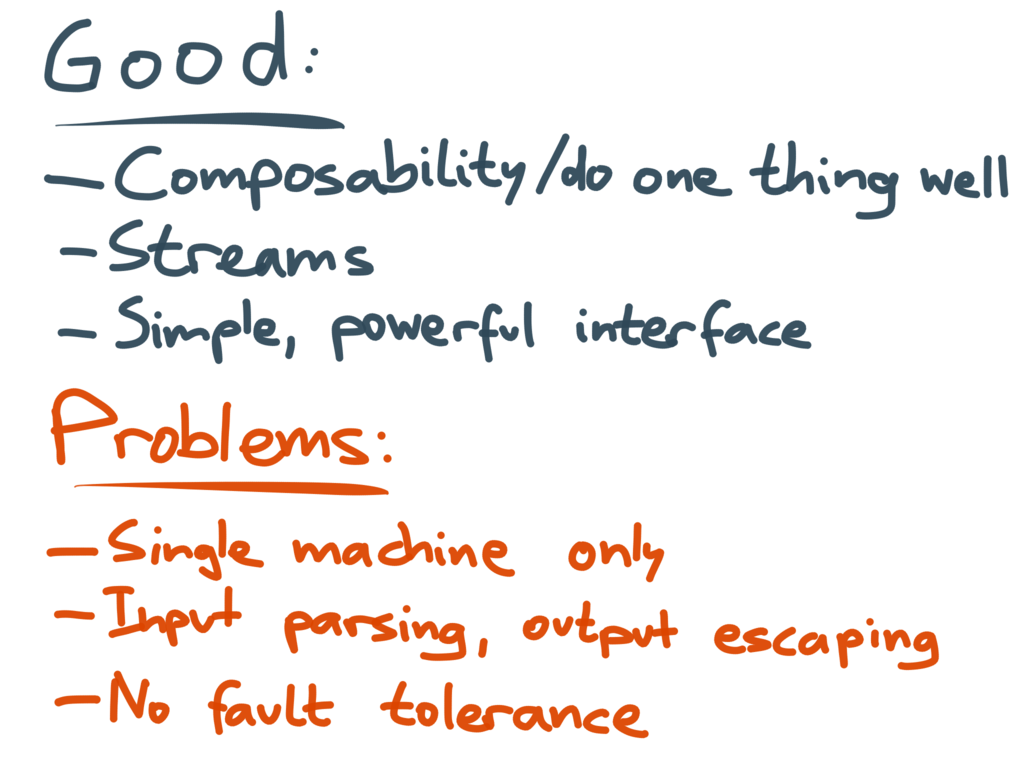 Good:
- Composability/do one thing well
- Streams
- Simple, powerful interface
Problems:
- Single machine only
- Input parsing, output escaping
- No fault tolerance